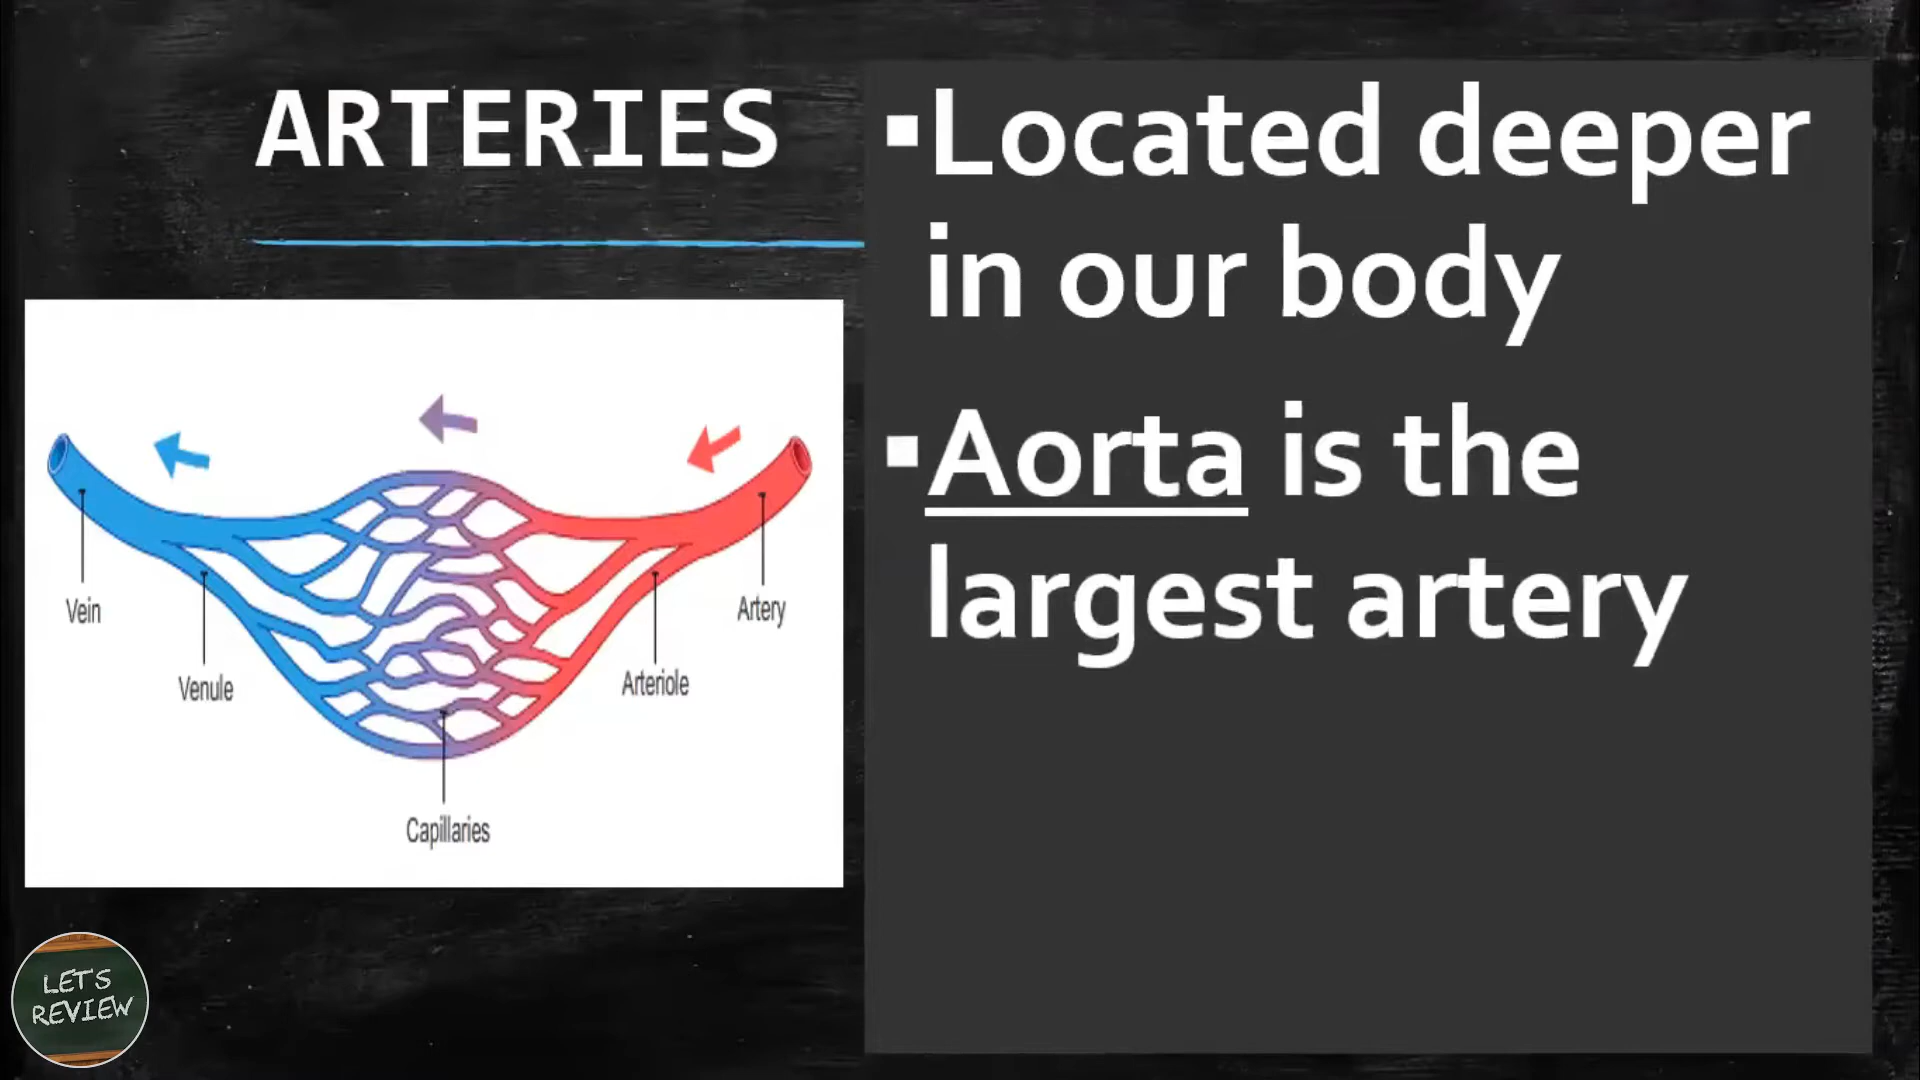 ARTERIES
▪Located deeper
in our body
▪Aorta is the
largest artery
Vein
Venule
Capillaries
Arteriole
Artery
LET'S
REVIEW